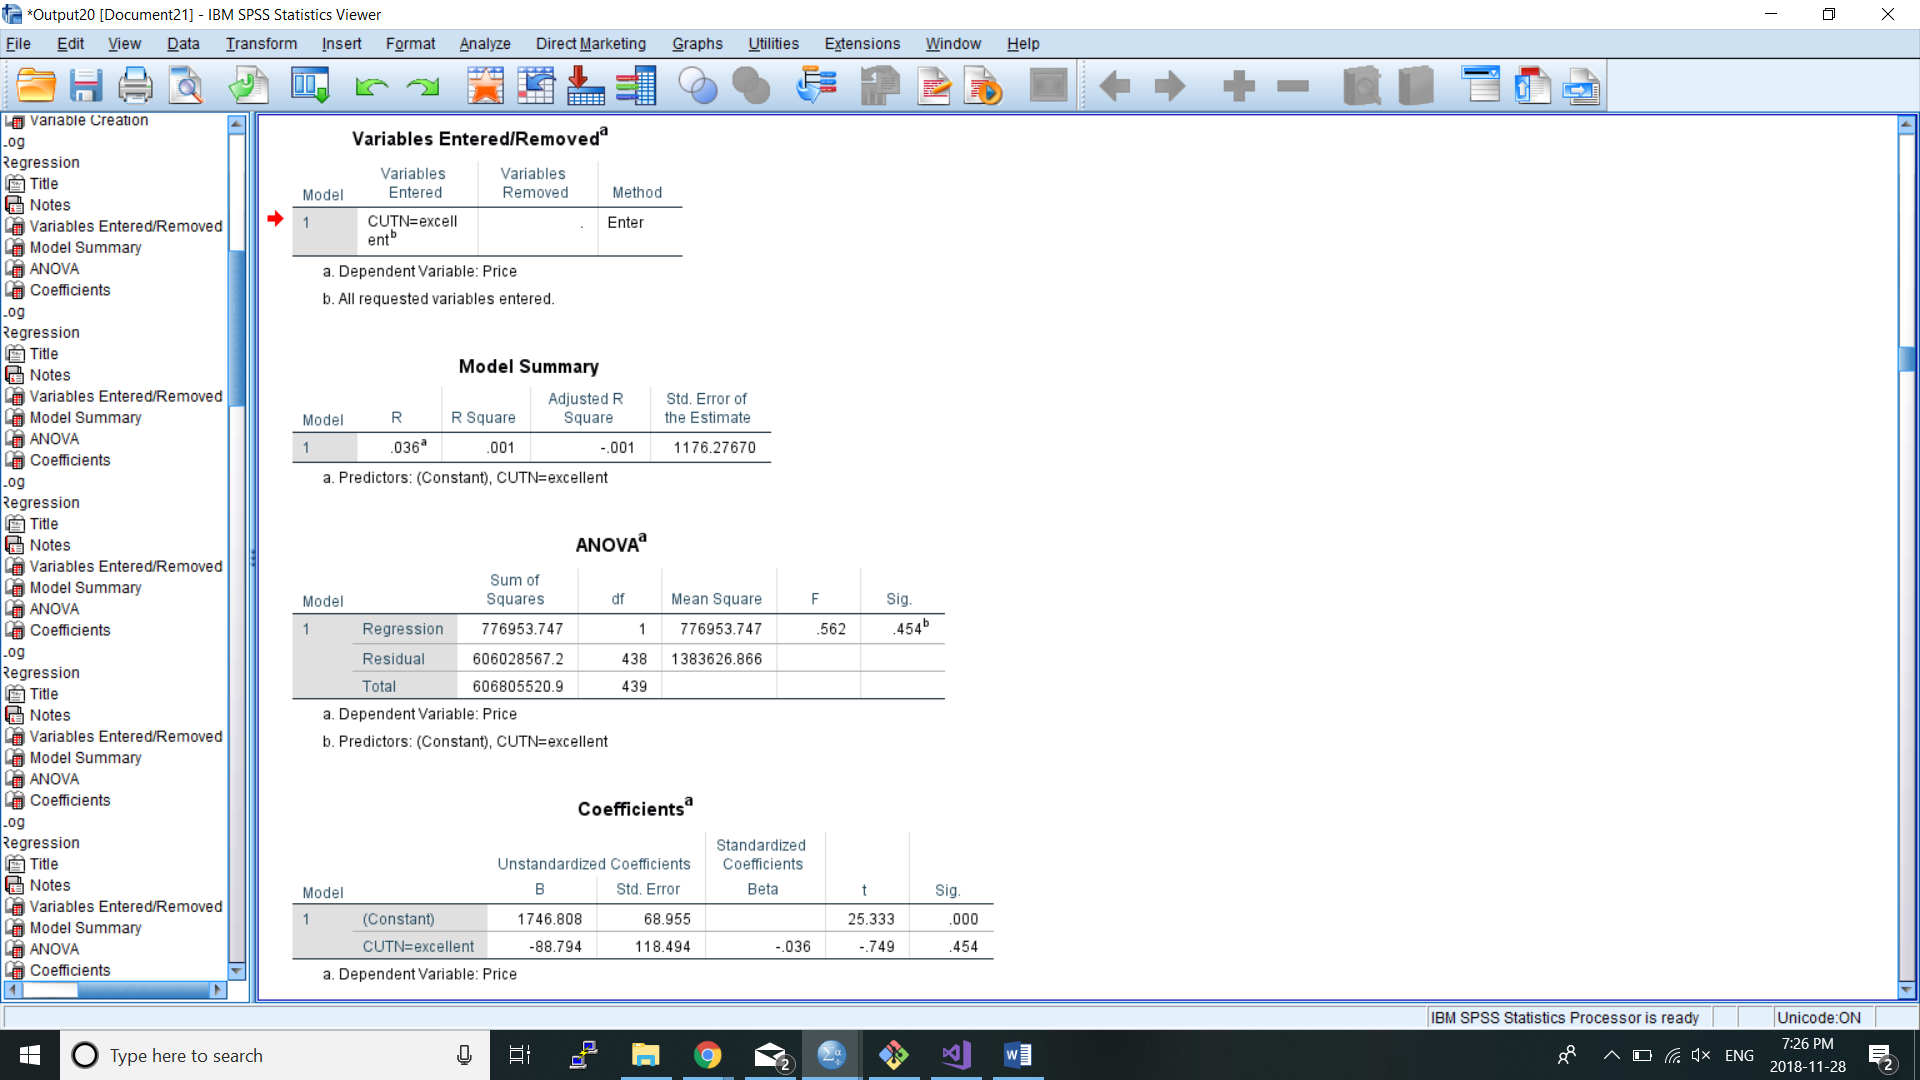 *Output20 [Document21] - IBM SPSS Statistics Viewer
File Edit View Data Transform Insert Format Analyze Direct Marketing Graphs Utilities Extensions Window Help
Variable Creation
Log
Regression
Title
Notes
Variables Entered/Removed
Model Summary
ANOVA
Coefficients
Log
Regression
Title
Notes
Variables Entered/Removed
Model Summary
ANOVA
Coefficients
Log
Regression
Title
Notes
Variables Entered/Removed
Model Summary
ANOVA
Coefficients
Log
Regression
Title
Notes
Variables Entered/Removed
Model Summary
ANOVA
Coefficients
Log
Regression
Title
Notes
Variables Entered/Removed
Model Summary
ANOVA
Coefficients
Variables Entered/Removedª
Model Variables Entered Variables Removed Method
1 CUTN=excell . Enter
entᵇ
a. Dependent Variable: Price
b. All requested variables entered.
Model Summary
Model R R Square Adjusted R Square Std. Error of the Estimate
1 .036ª .001 -.001 1176.27670
a. Predictors: (Constant), CUTN=excellent
ANOVAª
Model Sum of Squares df Mean Square F Sig.
1 Regression 776953.747 1 776953.747 .562 .454ᵇ
Residual 606028567.2 438 1383626.866
Total 606805520.9 439
a. Dependent Variable: Price
b. Predictors: (Constant), CUTN=excellent
Coefficientsª
Unstandardized Coefficients Standardized Coefficients
Model B Std. Error Beta t Sig.
1 (Constant) 1746.808 68.955 25.333 .000
CUTN=excellent -88.794 118.494 -.036 -.749 .454
a. Dependent Variable: Price
IBM SPSS Statistics Processor is ready Unicode:ON
Type here to search
2
W
ENG
7:26 PM
2018-11-28
2